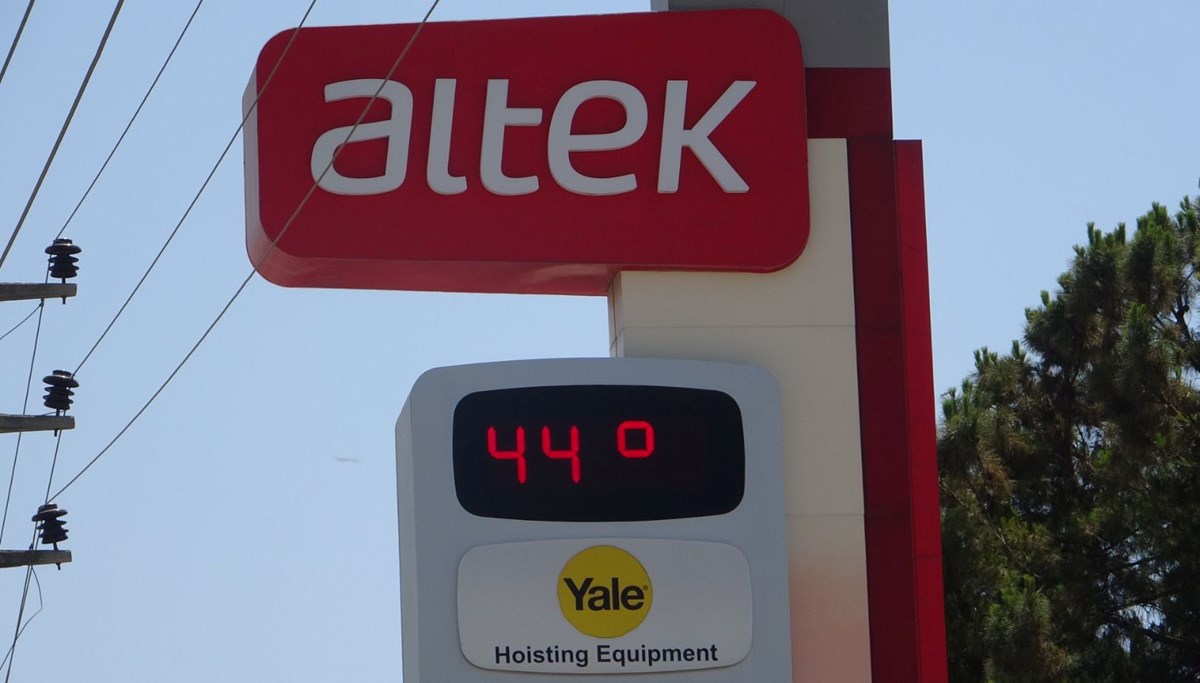 altek
44°
Yale®
Hoisting Equipment